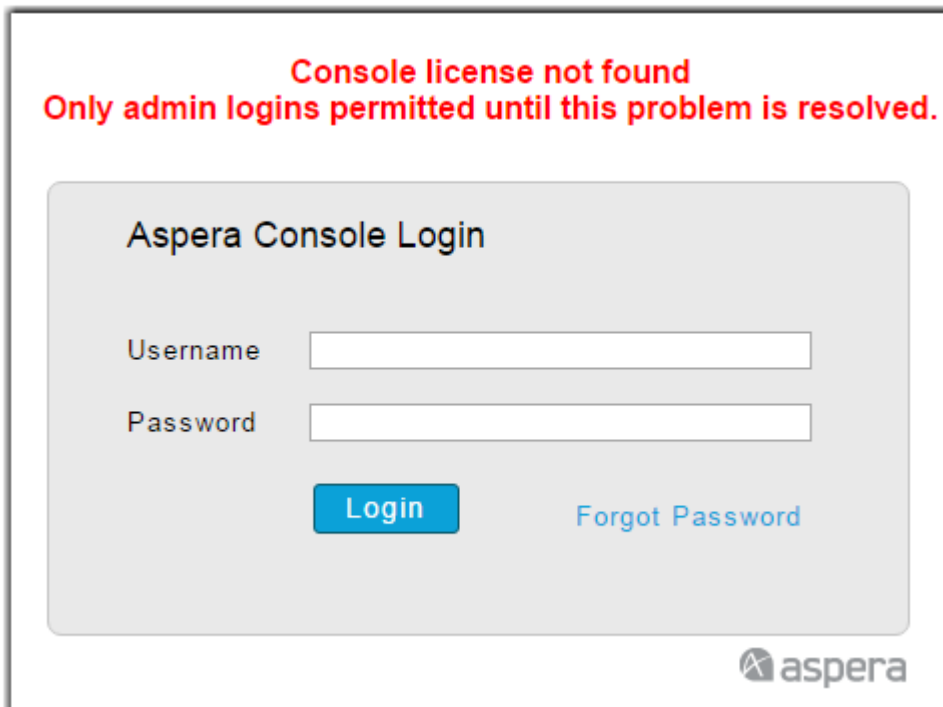 Console license not found
Only admin logins permitted until this problem is resolved.
Aspera Console Login
Username
Password
Login Forgot Password
aspera